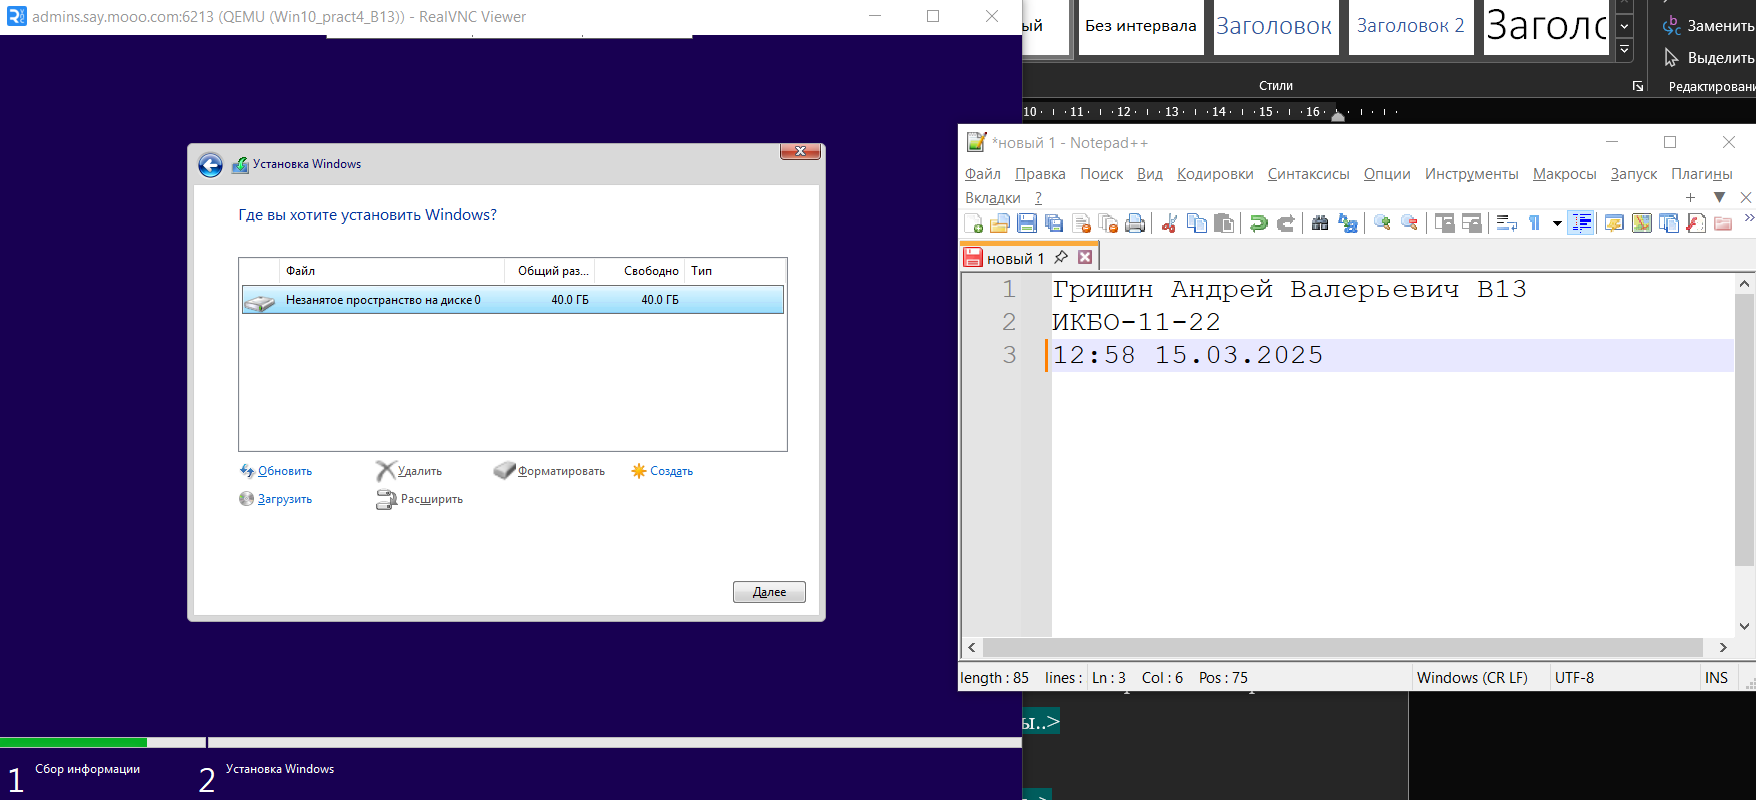 admins.say.mooo.com:6213 (QEMU (Win10_pract4_B13)) - RealVNC Viewer
Установка Windows
Где вы хотите установить Windows?
Файл Общий раз... Свободно Тип
Незанятое пространство на диске 0 40.0 ГБ 40.0 ГБ
Обновить Удалить Форматировать Создать
Загрузить Расширить
Далее
1 Сбор информации 2 Установка Windows
ый Без интервала Заголовок Заголовок 2 Заголо
Заменить
Выделить
Стили Редактировани
10 11 12 13 14 15 16
*новый 1 - Notepad++
Файл Правка Поиск Вид Кодировки Синтаксисы Опции Инструменты Макросы Запуск Плагины
Вкладки ?
новый 1
1 Гришин Андрей Валерьевич B13
2 ИКБО-11-22
3 12:58 15.03.2025
length : 85 lines : Ln : 3 Col : 6 Pos : 75 Windows (CR LF) UTF-8 INS
ы..>